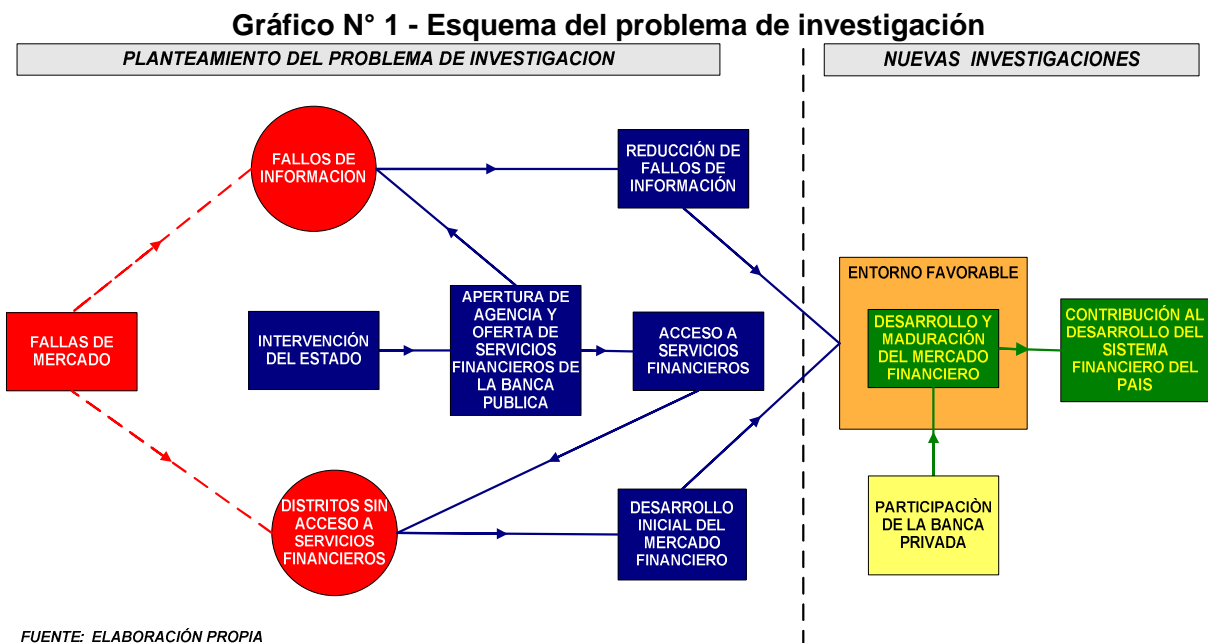 Gráfico N° 1 - Esquema del problema de investigación
PLANTEAMIENTO DEL PROBLEMA DE INVESTIGACION
NUEVAS INVESTIGACIONES
FALLOS DE
INFORMACION
REDUCCIÓN DE
FALLOS DE
INFORMACIÓN
FALLAS DE
MERCADO
INTERVENCIÓN
DEL ESTADO
APERTURA DE
AGENCIA Y
OFERTA DE
SERVICIOS
FINANCIEROS DE
LA BANCA
PUBLICA
ACCESO A
SERVICIOS
FINANCIEROS
ENTORNO FAVORABLE
DESARROLLO Y
MADURACIÓN
DEL MERCADO
FINANCIERO
CONTRIBUCIÓN AL
DESARROLLO DEL
SISTEMA
FINANCIERO DEL
PAIS
DISTRITOS SIN
ACCESO A
SERVICIOS
FINANCIEROS
DESARROLLO
INICIAL DEL
MERCADO
FINANCIERO
PARTICIPACIÒN
DE LA BANCA
PRIVADA
FUENTE: ELABORACIÓN PROPIA